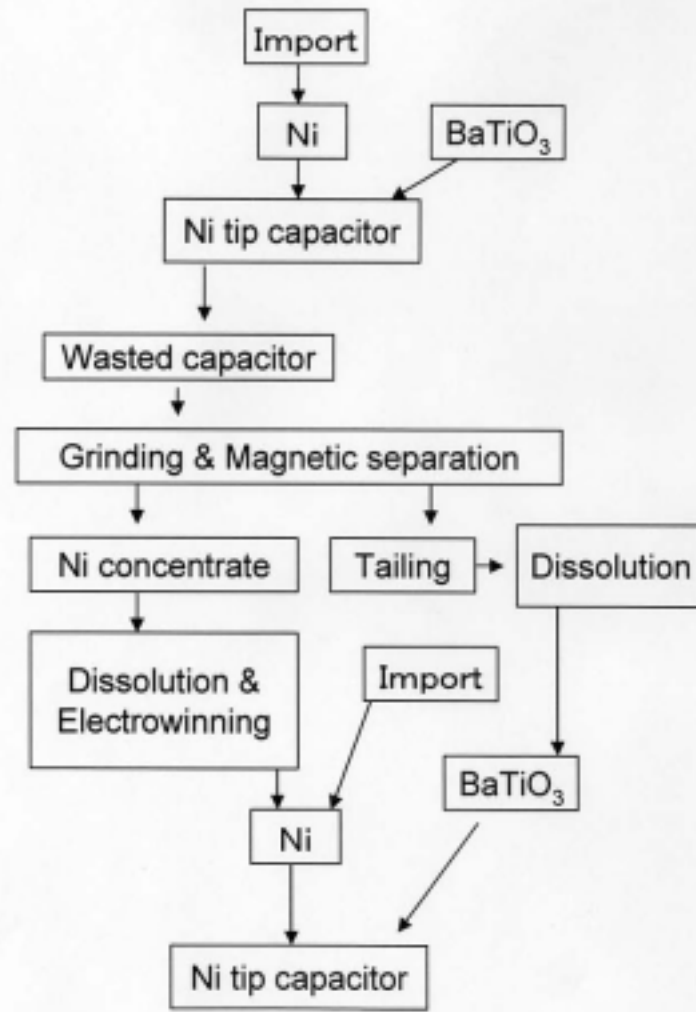 Import
Ni
BaTiO₃
Ni tip capacitor
Wasted capacitor
Grinding & Magnetic separation
Ni concentrate
Tailing
Dissolution
Dissolution &
Electrowinning
Import
BaTiO₃
Ni
Ni tip capacitor